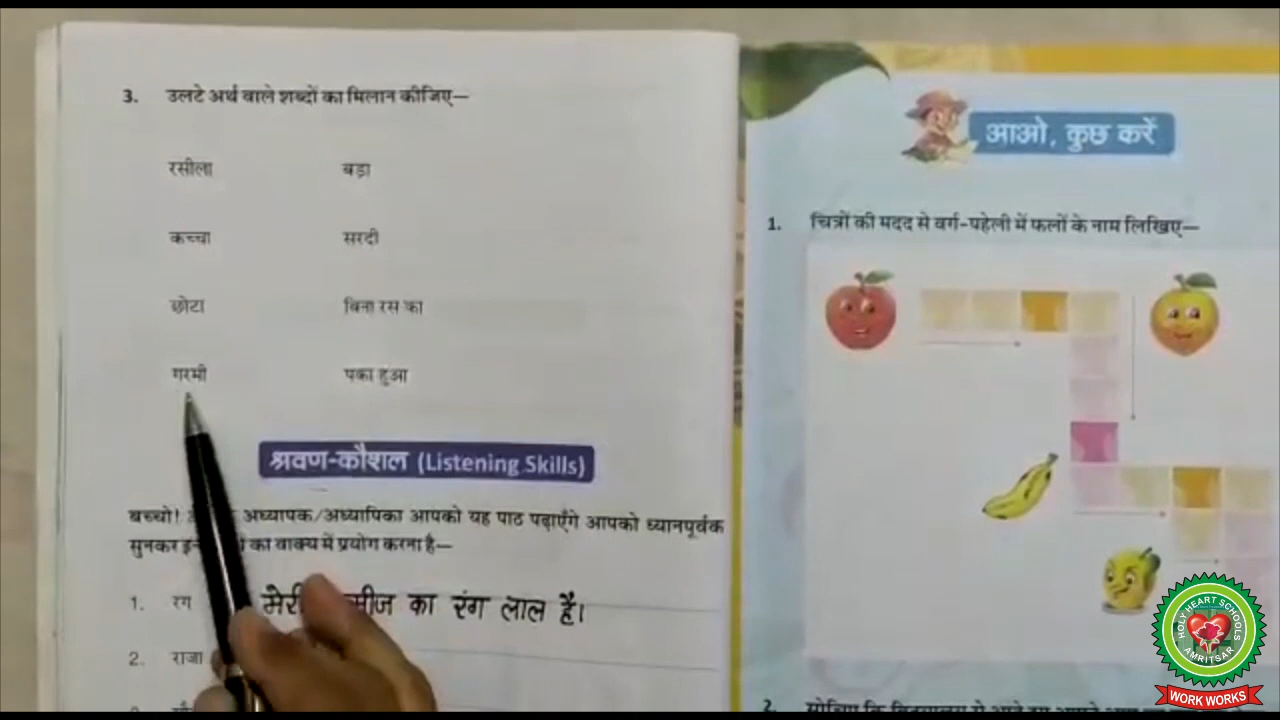 3. उलटे अर्थ वाले शब्दों का मिलान कीजिए—
रसीला बड़ा
कच्चा सरदी
छोटा बिना रस का
गरमी पका हुआ
श्रवण-कौशल (Listening Skills)
बच्चो! अध्यापक/अध्यापिका आपको यह पाठ पढ़ाएँगे आपको ध्यानपूर्वक
सुनकर का वाक्य में प्रयोग करना है—
1. रंग मेरी का रंग लाल है।
2. राजा
आओ, कुछ करें
1. चित्रों की मदद से वर्ग-पहेली में फलों के नाम लिखिए—
2.
HOLY HEART SCHOOLS
AMRITSAR
WORK WORKS